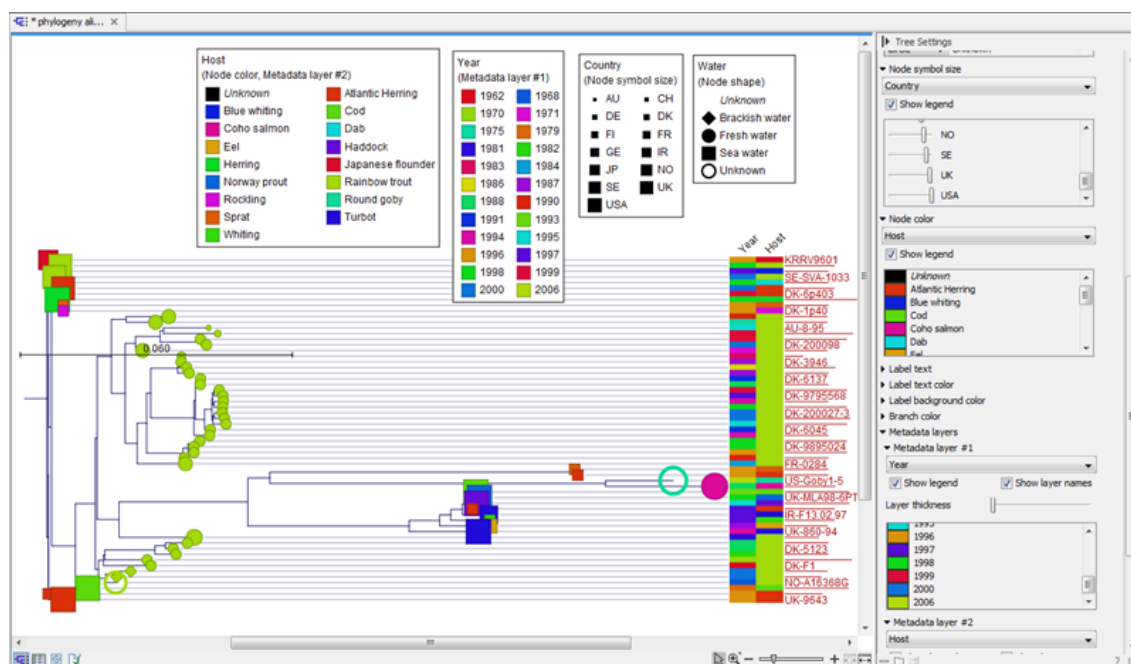 * phylogeny ali...
Host
(Node color, Metadata layer #2)
Unknown
Blue whiting
Coho salmon
Eel
Herring
Norway prout
Rockling
Sprat
Whiting
Atlantic Herring
Cod
Dab
Haddock
Japanese flounder
Rainbow trout
Round goby
Turbot
Year
(Metadata layer #1)
1962 1968
1970 1971
1975 1979
1981 1982
1983 1984
1986 1987
1988 1990
1991 1993
1994 1995
1996 1997
1998 1999
2000 2006
Country
(Node symbol size)
AU CH
DE DK
FI FR
GE IR
JP NO
SE UK
USA
Water
(Node shape)
Unknown
Brackish water
Fresh water
Sea water
Unknown
0.060
Year Host
KRRV9601
SE-SVA-1033
DK-6p403
DK-1p40
AU-8-95
DK-200098
DK-3946
DK-6137
DK-9795568
DK-200027-3
DK-6045
DK-9895024
FR-0284
US-Goby1-5
UK-MLA98-6PT
IR-F13.02.97
UK-860-94
DK-5123
DK-F1
NO-A16368G
UK-9643
Tree Settings
Node symbol size
Country
Show legend
NO
SE
UK
USA
Node color
Host
Show legend
Unknown
Atlantic Herring
Blue whiting
Cod
Coho salmon
Dab
Eel
Label text
Label text color
Label background color
Branch color
Metadata layers
Metadata layer #1
Year
Show legend Show layer names
Layer thickness
1995
1996
1997
1998
1999
2000
2006
Metadata layer #2
Host